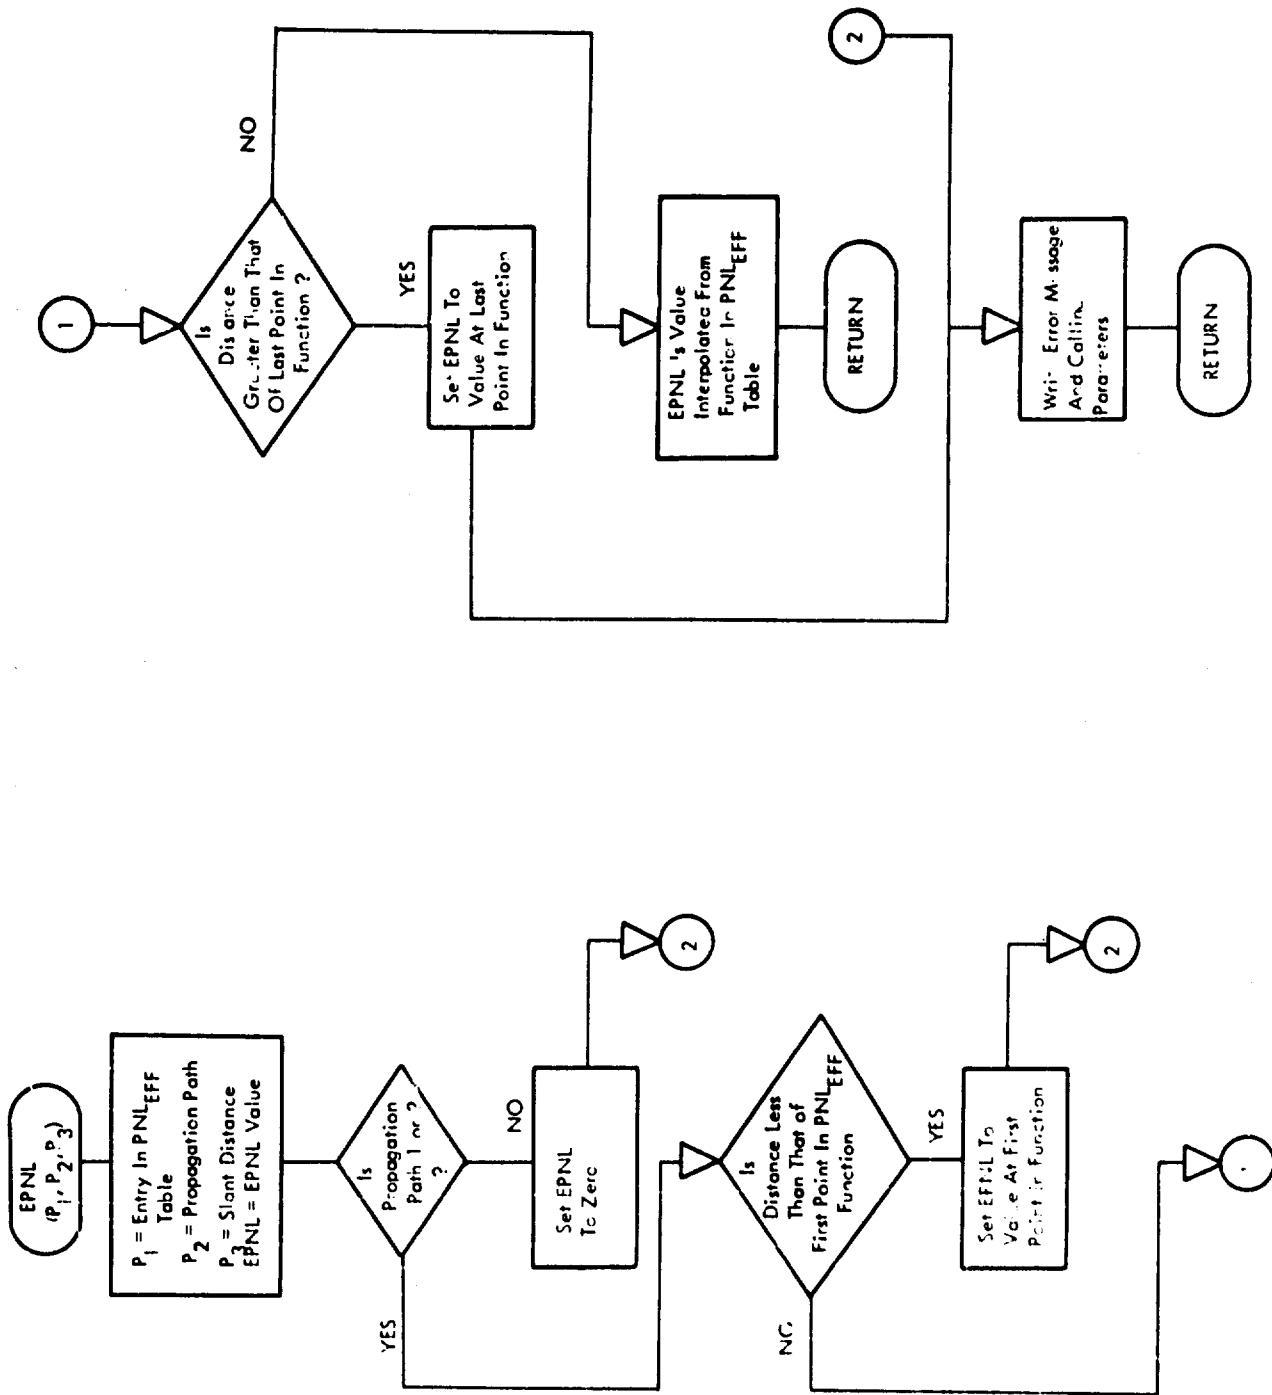 EPNL
(P1, P2, P3)
P1 = Entry In PNLEFF
Table
P2 = Propagation Path
P3 = Slant Distance
EPNL = EPNL Value
Is
Propagation
Path 1 or
?
YES
NO
Set EPNL
To Zero
2
Is
Distance Less
Than That of
First Point In PNLEFF
Function ?
NO
YES
Set EPNL To
Value At First
Point in Function
2
1
Is
Distance
Greater Than That
Of Last Point In
Function ?
NO
YES
Set EPNL To
Value At Last
Point In Function
EPNL Is Value
Interpolated From
Function In PNLEFF
Table
RETURN
2
Write Error Message
And Calling
Parameters
RETURN